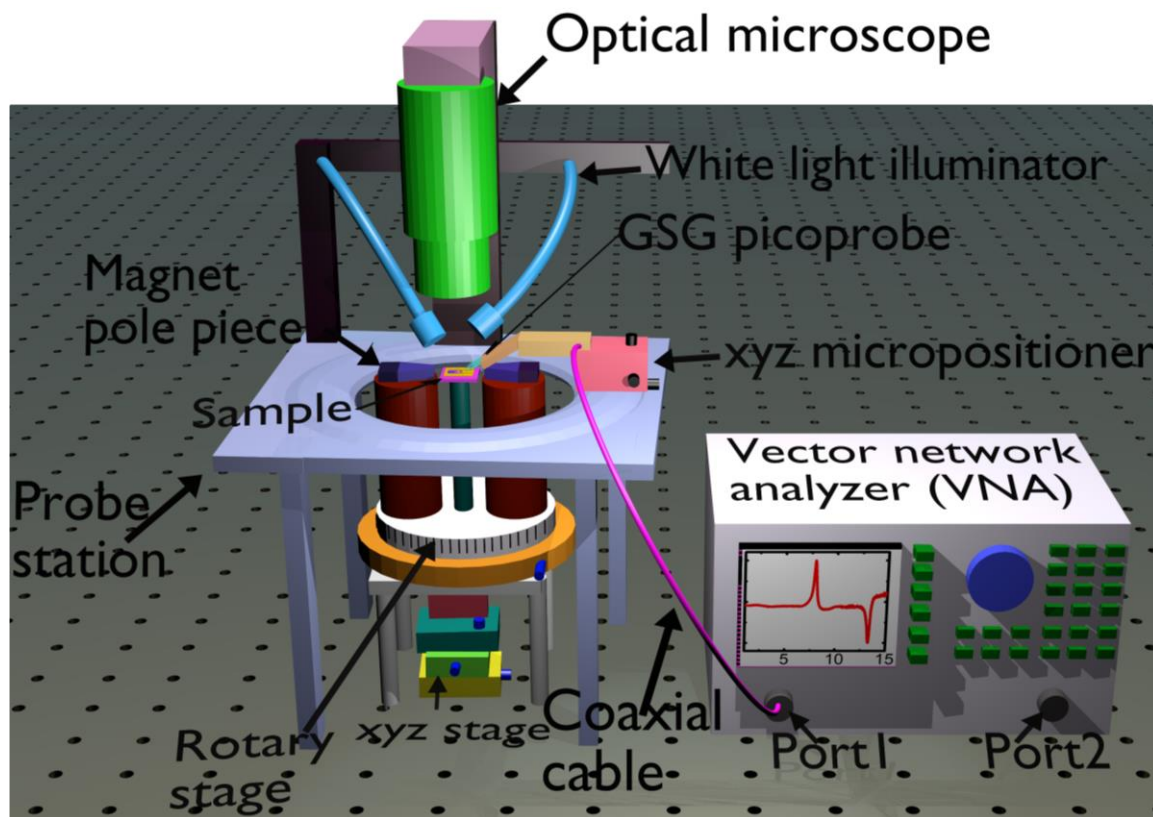 Optical microscope
White light illuminator
GSG picoprobe
Magnet
pole piece
xyz micropositioner
Sample
Vector network
analyzer (VNA)
Probe
station
5 10 15
xyz stage
Coaxial
cable
Rotary
stage
Port1
Port2